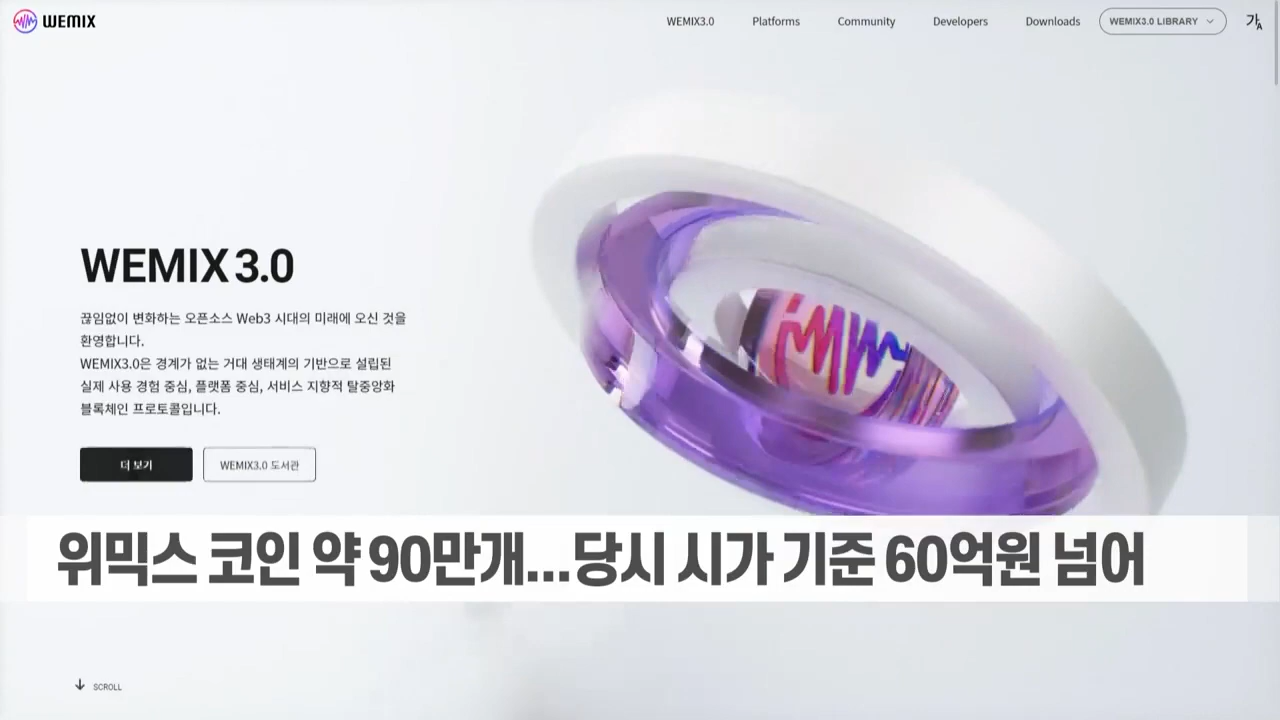 WEMIX
WEMIX3.0 Platforms Community Developers Downloads WEMIX3.0 LIBRARY 가A
WEMIX 3.0
끊임없이 변화하는 오픈소스 Web3 시대의 미래에 오신 것을
환영합니다.
WEMIX3.0은 경계가 없는 거대 생태계의 기반으로 설립된
실제 사용 경험 중심, 플랫폼 중심, 서비스 지향적 탈중앙화
블록체인 프로토콜입니다.
더 보기 WEMIX3.0 도서관
위믹스 코인 약 90만개...당시 시가 기준 60억원 넘어
SCROLL